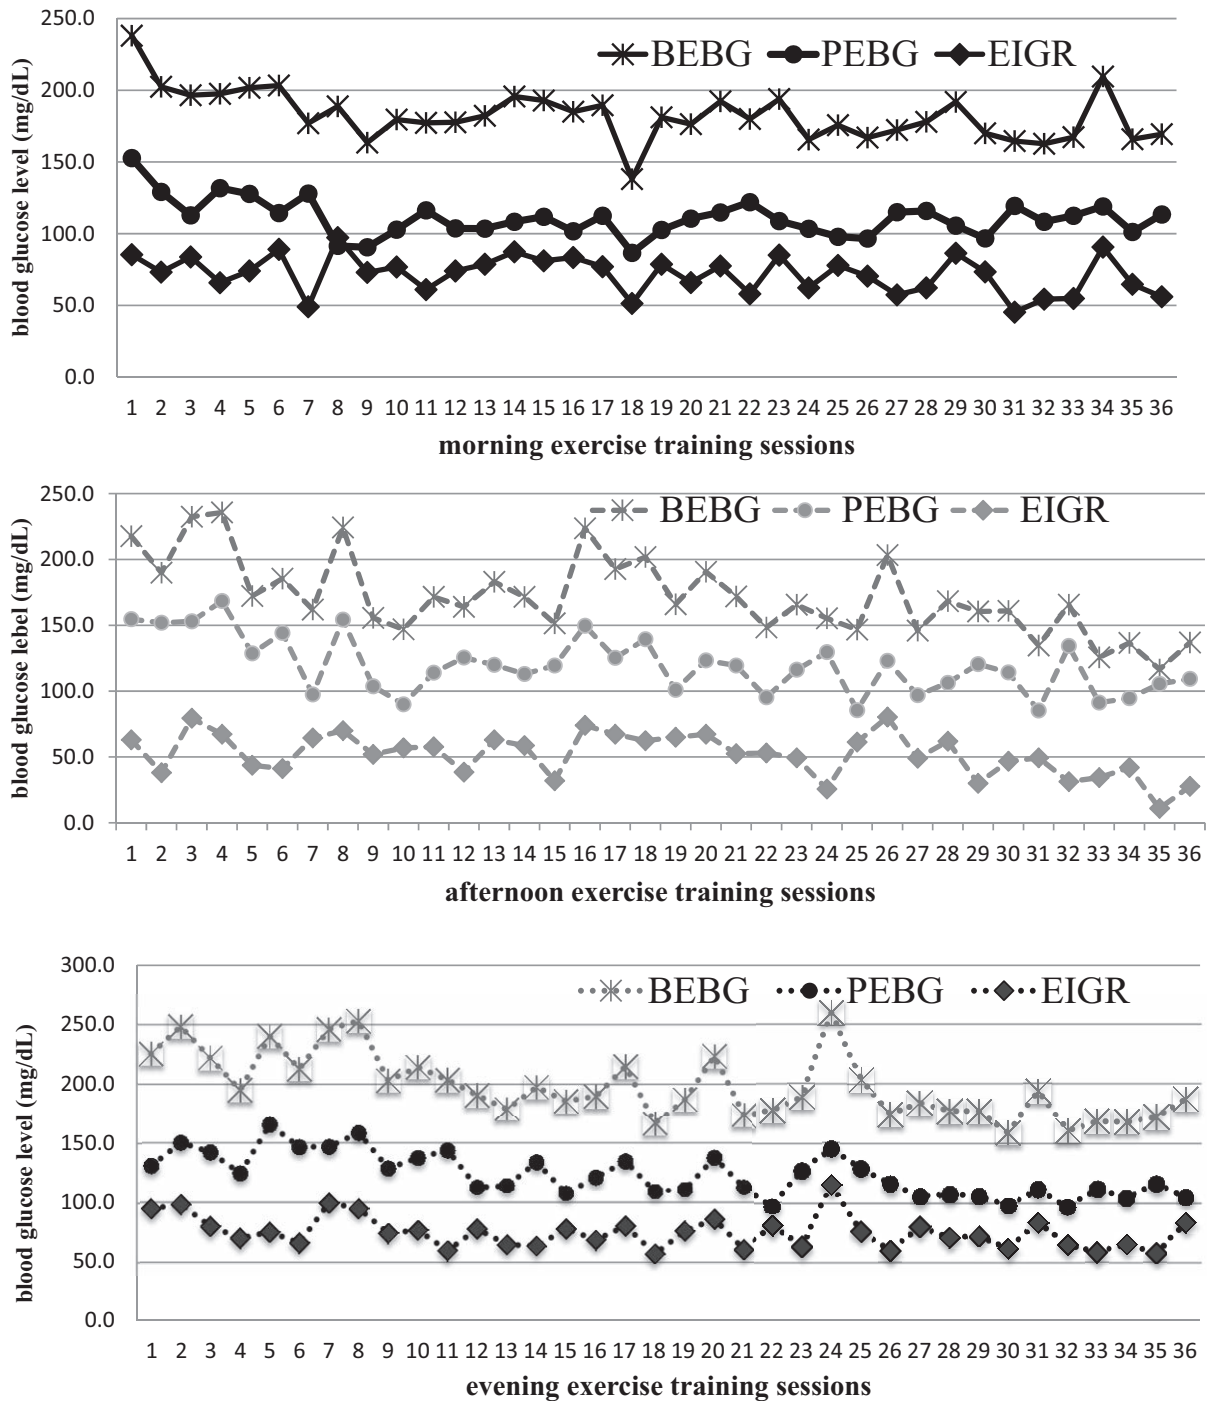 250.0
BEBG PEBG EIGR
200.0
150.0
100.0
50.0
0.0
blood glucose level (mg/dL)
1 2 3 4 5 6 7 8 9 10 11 12 13 14 15 16 17 18 19 20 21 22 23 24 25 26 27 28 29 30 31 32 33 34 35 36
morning exercise training sessions
250.0
BEBG PEBG EIGR
200.0
150.0
100.0
50.0
0.0
blood glucose lebel (mg/dL)
1 2 3 4 5 6 7 8 9 10 11 12 13 14 15 16 17 18 19 20 21 22 23 24 25 26 27 28 29 30 31 32 33 34 35 36
afternoon exercise training sessions
300.0
BEBG PEBG EIGR
250.0
200.0
150.0
100.0
50.0
0.0
blood glucose level (mg/dL)
1 2 3 4 5 6 7 8 9 10 11 12 13 14 15 16 17 18 19 20 21 22 23 24 25 26 27 28 29 30 31 32 33 34 35 36
evening exercise training sessions